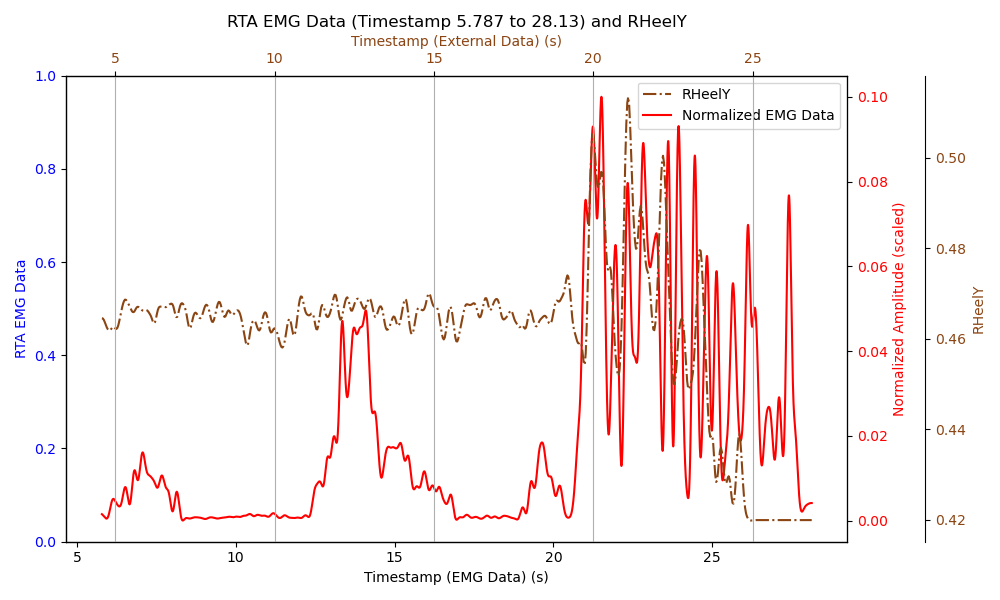 RTA EMG Data (Timestamp 5.787 to 28.13) and RHeelY
Timestamp (External Data) (s)
5 10 15 20 25
RHeelY
Normalized EMG Data
1.0
0.8
0.6
0.4
0.2
0.0
RTA EMG Data
0.10
0.08
0.06
0.04
0.02
0.00
Normalized Amplitude (scaled)
0.50
0.48
0.46
0.44
0.42
RHeelY
5 10 15 20 25
Timestamp (EMG Data) (s)